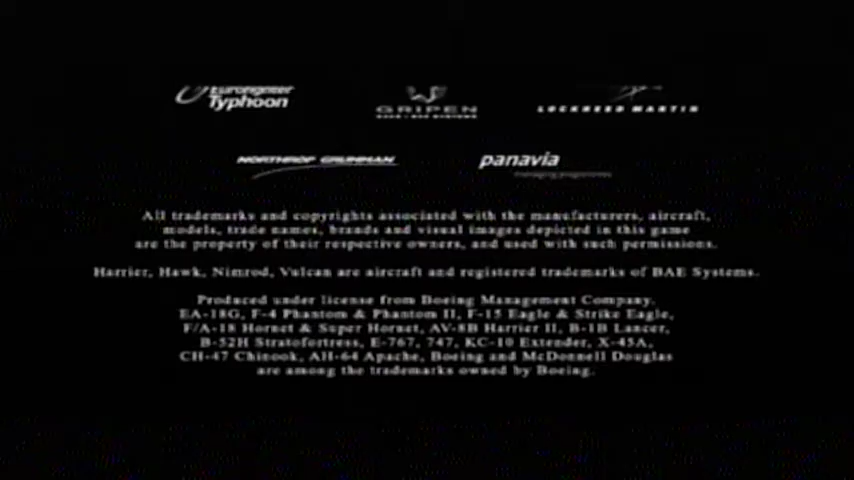 Eurofighter
Typhoon
GRIPEN
LOCKHEED MARTIN
NORTHROP GRUMMAN
panavia
All trademarks and copyrights associated with the manufacturers, aircraft,
models, trade names, brands and visual images depicted in this game
are the property of their respective owners, and used with such permissions.
Harrier, Hawk, Nimrod, Vulcan are aircraft and registered trademarks of BAE Systems.
Produced under license from Boeing Management Company.
EA-18G, F-4 Phantom & Phantom II, F-15 Eagle & Strike Eagle,
F/A-18 Hornet & Super Hornet, AV-8B Harrier II, B-1B Lancer,
B-52H Stratofortress, E-767, 747, KC-10 Extender, X-45A,
CH-47 Chinook, AH-64 Apache, Boeing and McDonnell Douglas
are among the trademarks owned by Boeing.